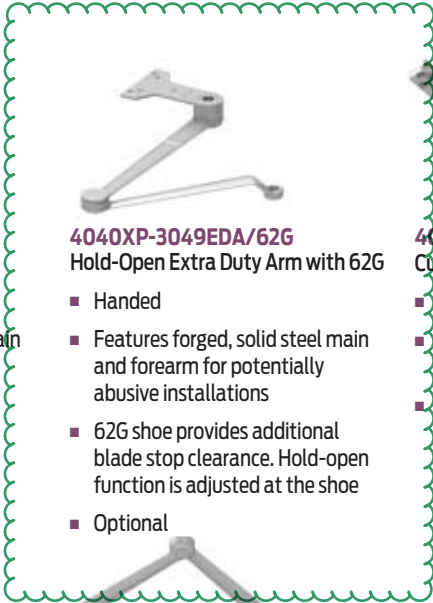 4040XP-3049EDA/62G
Hold-Open Extra Duty Arm with 62G
■ Handed
■ Features forged, solid steel main
and forearm for potentially
abusive installations
■ 62G shoe provides additional
blade stop clearance. Hold-open
function is adjusted at the shoe
■ Optional